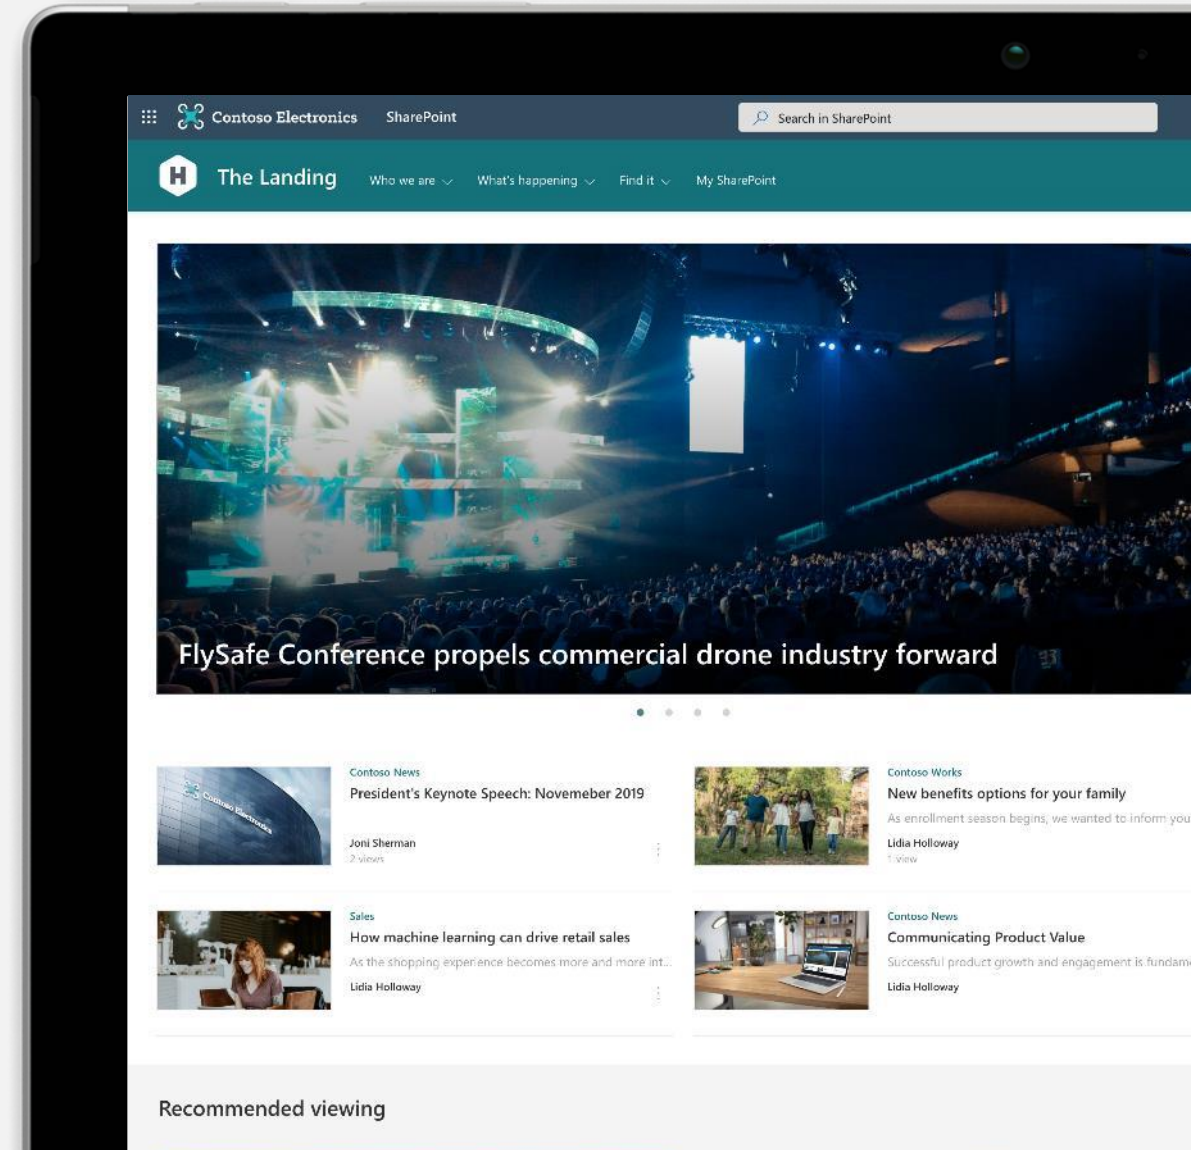 Contoso Electronics SharePoint Search in SharePoint
H The Landing Who we are What's happening Find it My SharePoint
FlySafe Conference propels commercial drone industry forward
Contoso Electronics
Contoso News
President's Keynote Speech: Novemeber 2019
Joni Sherman
2 views
Contoso Works
New benefits options for your family
As enrollment season begins, we wanted to inform you
Lidia Holloway
1 view
Sales
How machine learning can drive retail sales
As the shopping experience becomes more and more int...
Lidia Holloway
Contoso News
Communicating Product Value
Successful product growth and engagement is fundam
Lidia Holloway
Recommended viewing